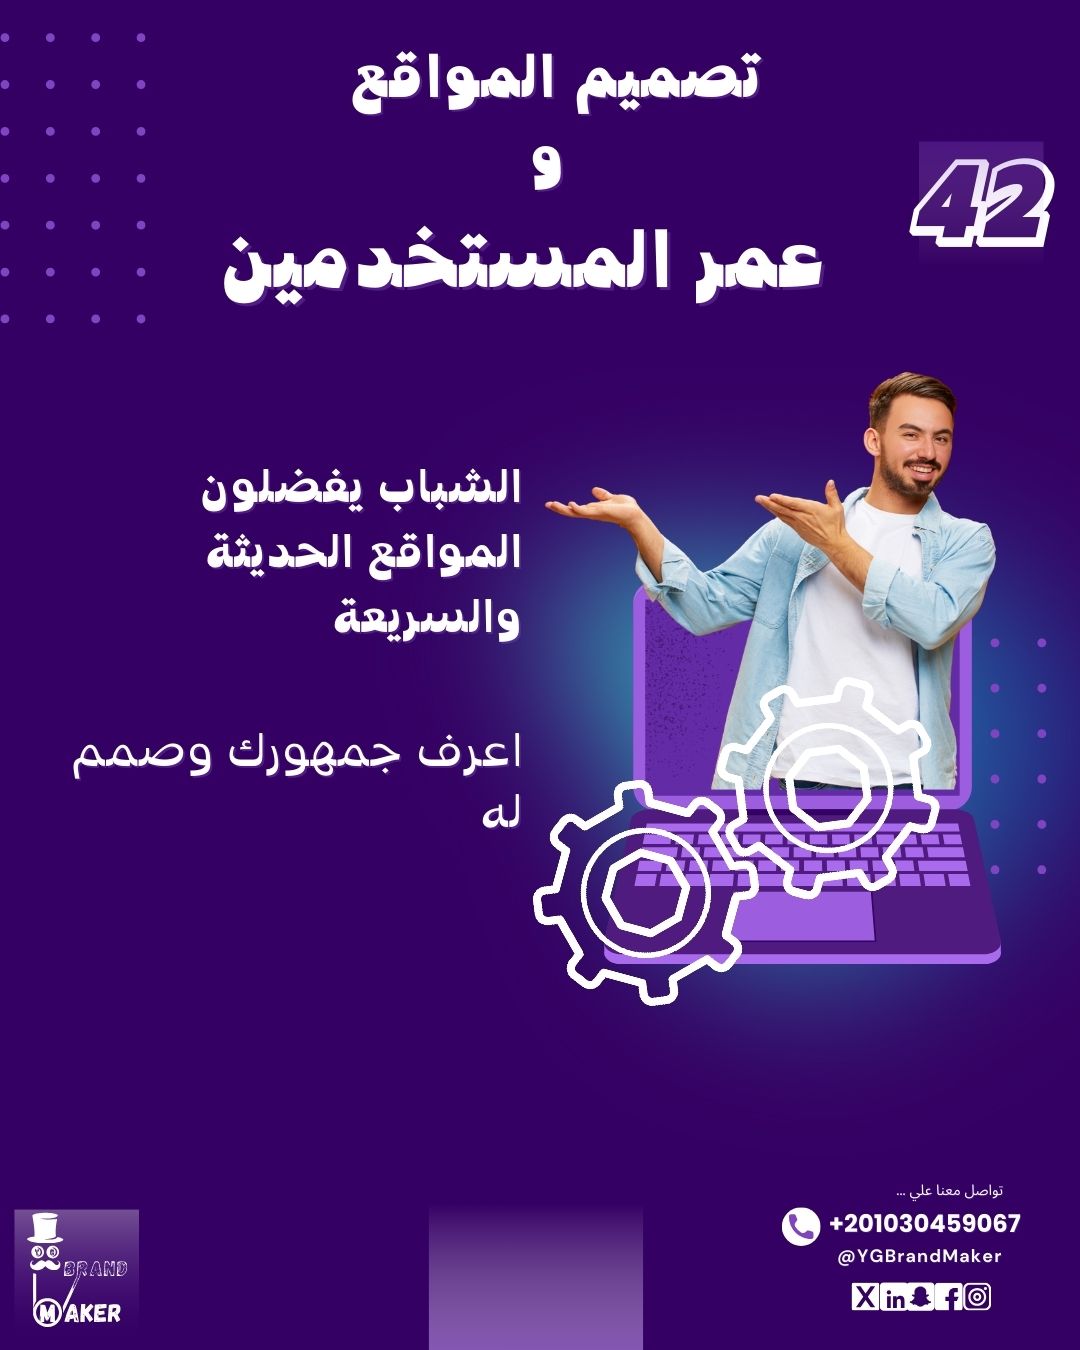 تصميم المواقع
و
عمر المستخدمين
42
الشباب يفضلون
المواقع الحديثة
والسريعة
اعرف جمهورك وصمم
له
تواصل معنا علي ...
+201030459067
@YGBrandMaker
BRAND
MAKER